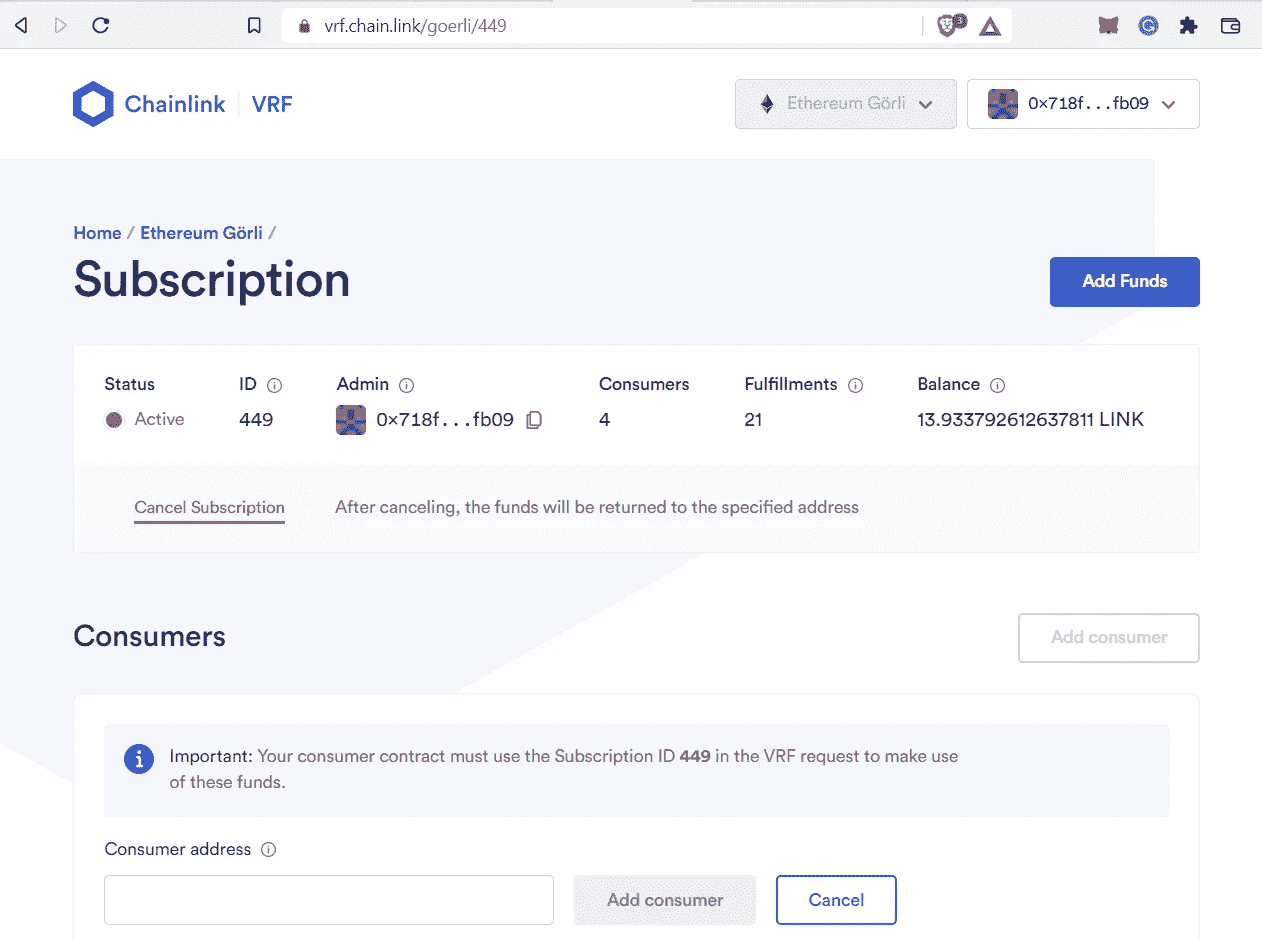 vrf.chain.link/goerli/449
3
Chainlink VRF
Ethereum Görli
0x718f...fb09
Home / Ethereum Görli /
Subscription
Add Funds
Status ID Admin Consumers Fulfillments Balance
Active 449 0x718f...fb09 4 21 13.933792612637811 LINK
Cancel Subscription After canceling, the funds will be returned to the specified address
Consumers
Add consumer
Important: Your consumer contract must use the Subscription ID 449 in the VRF request to make use
of these funds.
Consumer address
Add consumer Cancel